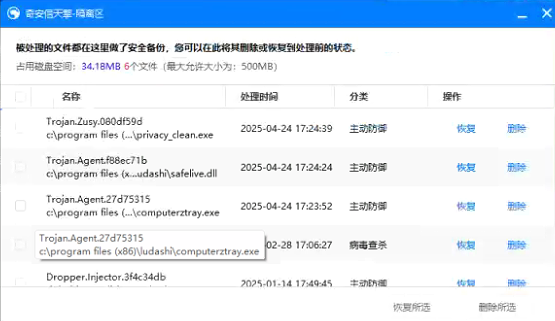 奇安信天擎-隔离区
被处理的文件都在这里做了安全备份，您可以在此将其删除或恢复到处理前的状态。
占用磁盘空间： 34.18MB 6个文件（最大允许大小为：500MB）
名称 处理时间 分类 操作
Trojan.Zusy.080df59d
c:\program files (...\privacy_clean.exe 2025-04-24 17:24:39 主动防御 恢复 删除
Trojan.Agent.f88ec71b
c:\program files (x...udashi\safelive.dll 2025-04-24 17:24:24 主动防御 恢复 删除
Trojan.Agent.27d75315
c:\program files (...\computerztray.exe 2025-04-24 17:23:52 主动防御 恢复 删除
Trojan.Agent.27d75315
c:\program files (x86)\ludashi\computerztray.exe
-02-28 17:06:27 病毒查杀 恢复 删除
Dropper.Injector.3f4c34db
2025-01-14 17:49:45 主动防御 恢复 删除
恢复所选 删除所选